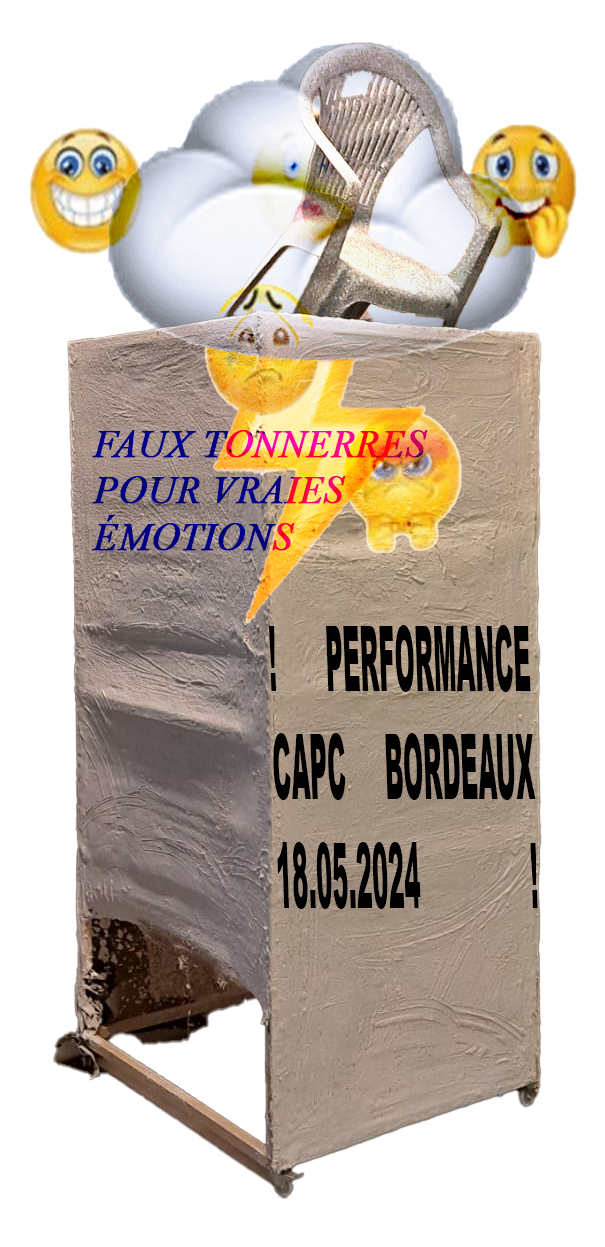 FAUX TONNERRES
POUR VRAIES
ÉMOTIONS
! PERFORMANCE
CAPC BORDEAUX
18.05.2024 !